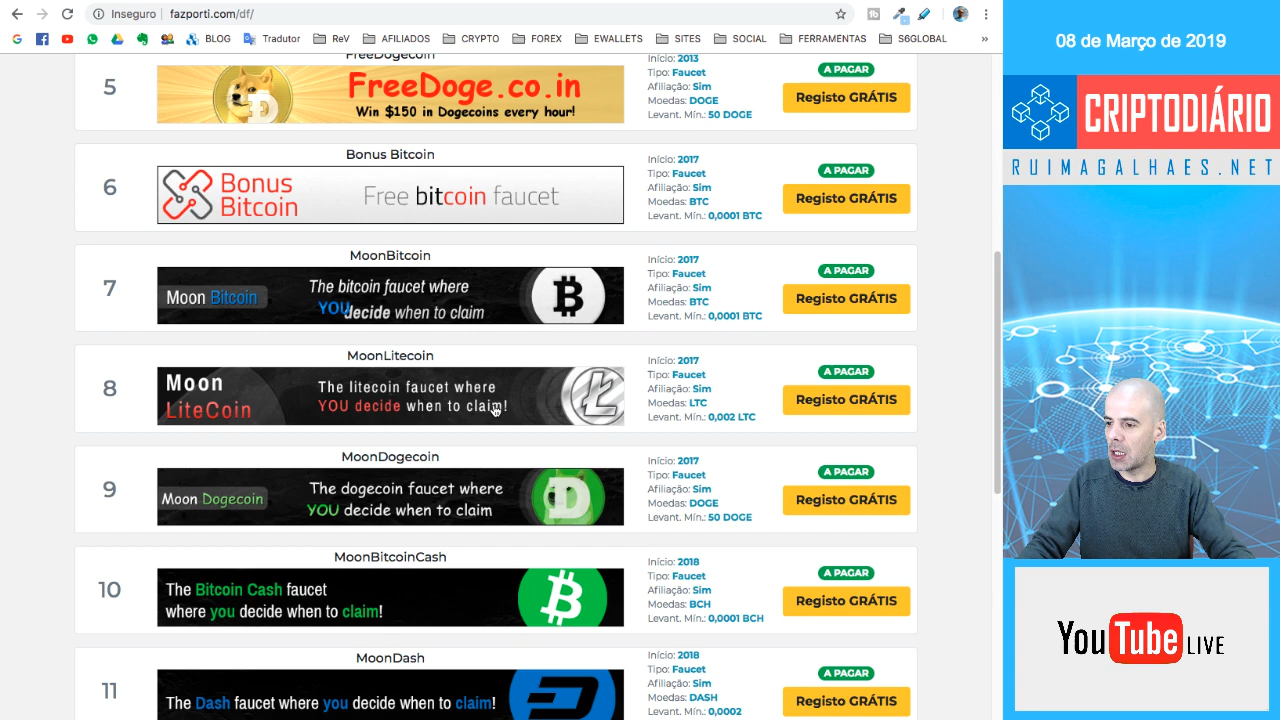 Inseguro | fazporti.com/df/
BLOG Tradutor ReV AFILIADOS CRYPTO FOREX EWALLETS SITES SOCIAL FERRAMENTAS S6GLOBAL »
FreeDogecoin
5
FreeDoge.co.in
Win $150 in Dogecoins every hour!
Início: 2013
Tipo: Faucet
Afiliação: Sim
Moedas: DOGE
Levant. Mín.: 50 DOGE
A PAGAR
Registo GRÁTIS
Bonus Bitcoin
6
Bonus
Bitcoin
Free bitcoin faucet
Início: 2017
Tipo: Faucet
Afiliação: Sim
Moedas: BTC
Levant. Mín.: 0,0001 BTC
A PAGAR
Registo GRÁTIS
MoonBitcoin
7
Moon Bitcoin
The bitcoin faucet where
YOU decide when to claim
Início: 2017
Tipo: Faucet
Afiliação: Sim
Moedas: BTC
Levant. Mín.: 0,0001 BTC
A PAGAR
Registo GRÁTIS
MoonLitecoin
8
Moon
LiteCoin
The litecoin faucet where
YOU decide when to claim!
Início: 2017
Tipo: Faucet
Afiliação: Sim
Moedas: LTC
Levant. Mín.: 0,002 LTC
A PAGAR
Registo GRÁTIS
MoonDogecoin
9
Moon Dogecoin
The dogecoin faucet where
YOU decide when to claim
Início: 2017
Tipo: Faucet
Afiliação: Sim
Moedas: DOGE
Levant. Mín.: 50 DOGE
A PAGAR
Registo GRÁTIS
MoonBitcoinCash
10
The Bitcoin Cash faucet
where you decide when to claim!
Início: 2018
Tipo: Faucet
Afiliação: Sim
Moedas: BCH
Levant. Mín.: 0,0001 BCH
A PAGAR
Registo GRÁTIS
MoonDash
11
The Dash faucet where you decide when to claim!
Início: 2018
Tipo: Faucet
Afiliação: Sim
Moedas: DASH
Levant. Mín.: 0,0002
A PAGAR
Registo GRÁTIS
08 de Março de 2019
CRIPTODIÁRIO
RUIMAGALHAES.NET
YouTube LIVE